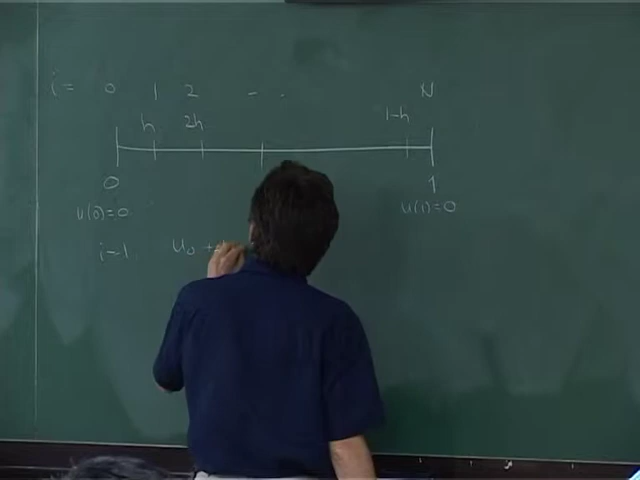 i = 0 1 2 - . N
h 2h 1-h
0 1
u(0)=0 u(1)=0
i=1 u0 +